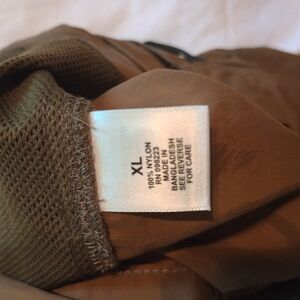 XL
100% NYLON
RN 098223
MADE IN
BANGLADESH
SEE REVERSE
FOR CARE